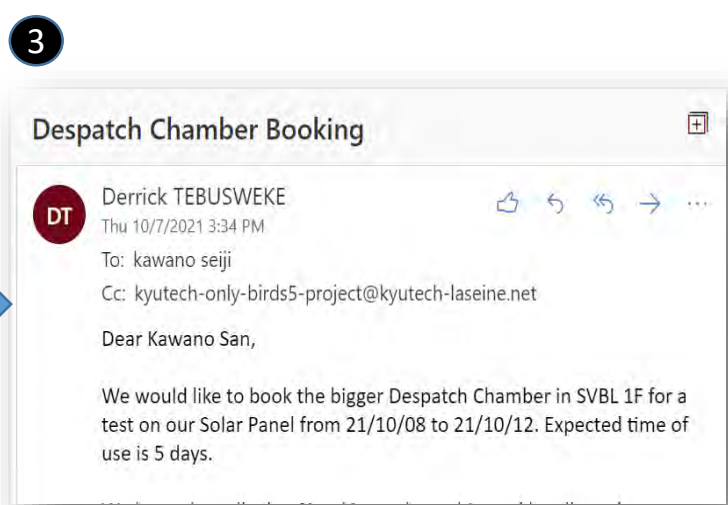 3
Despatch Chamber Booking
DT
Derrick TEBUSWEKE
Thu 10/7/2021 3:34 PM
To: kawano seiji
Cc: kyutech-only-birds5-project@kyutech-laseine.net
Dear Kawano San,
We would like to book the bigger Despatch Chamber in SVBL 1F for a
test on our Solar Panel from 21/10/08 to 21/10/12. Expected time of
use is 5 days.